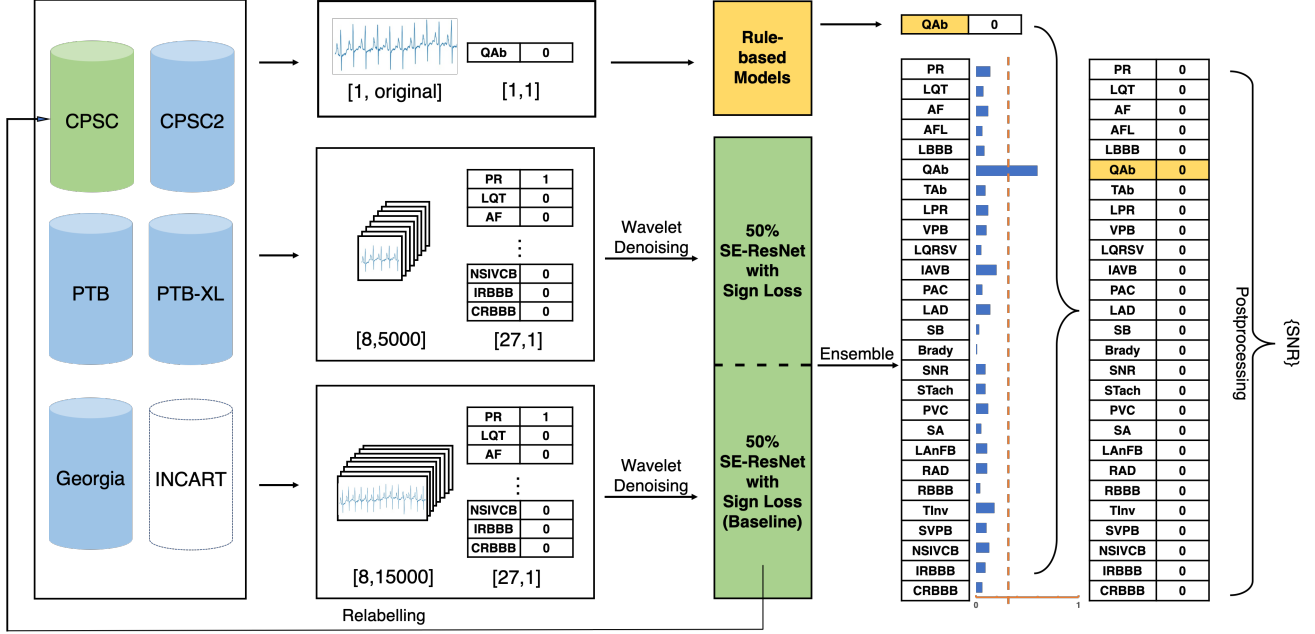 CPSC
CPSC2
PTB
PTB-XL
Georgia
INCART
QAb 0
[1, original] [1,1]
PR 1
LQT 0
AF 0
⋮
NSIVCB 0
IRBBB 0
CRBBB 0
[8,5000] [27,1]
PR 1
LQT 0
AF 0
⋮
NSIVCB 0
IRBBB 0
CRBBB 0
[8,15000] [27,1]
Relabelling
Wavelet
Denoising
Wavelet
Denoising
Rule-
based
Models
50%
SE-ResNet
with
Sign Loss
50%
SE-ResNet
with
Sign Loss
(Baseline)
Ensemble
QAb 0
PR
LQT
AF
AFL
LBBB
QAb
TAb
LPR
VPB
LQRSV
IAVB
PAC
LAD
SB
Brady
SNR
STach
PVC
SA
LAnFB
RAD
RBBB
TInv
SVPB
NSIVCB
IRBBB
CRBBB
0 1
PR 0
LQT 0
AF 0
AFL 0
LBBB 0
QAb 0
TAb 0
LPR 0
VPB 0
LQRSV 0
IAVB 0
PAC 0
LAD 0
SB 0
Brady 0
SNR 0
STach 0
PVC 0
SA 0
LAnFB 0
RAD 0
RBBB 0
TInv 0
SVPB 0
NSIVCB 0
IRBBB 0
CRBBB 0
Postprocessing
{SNR}